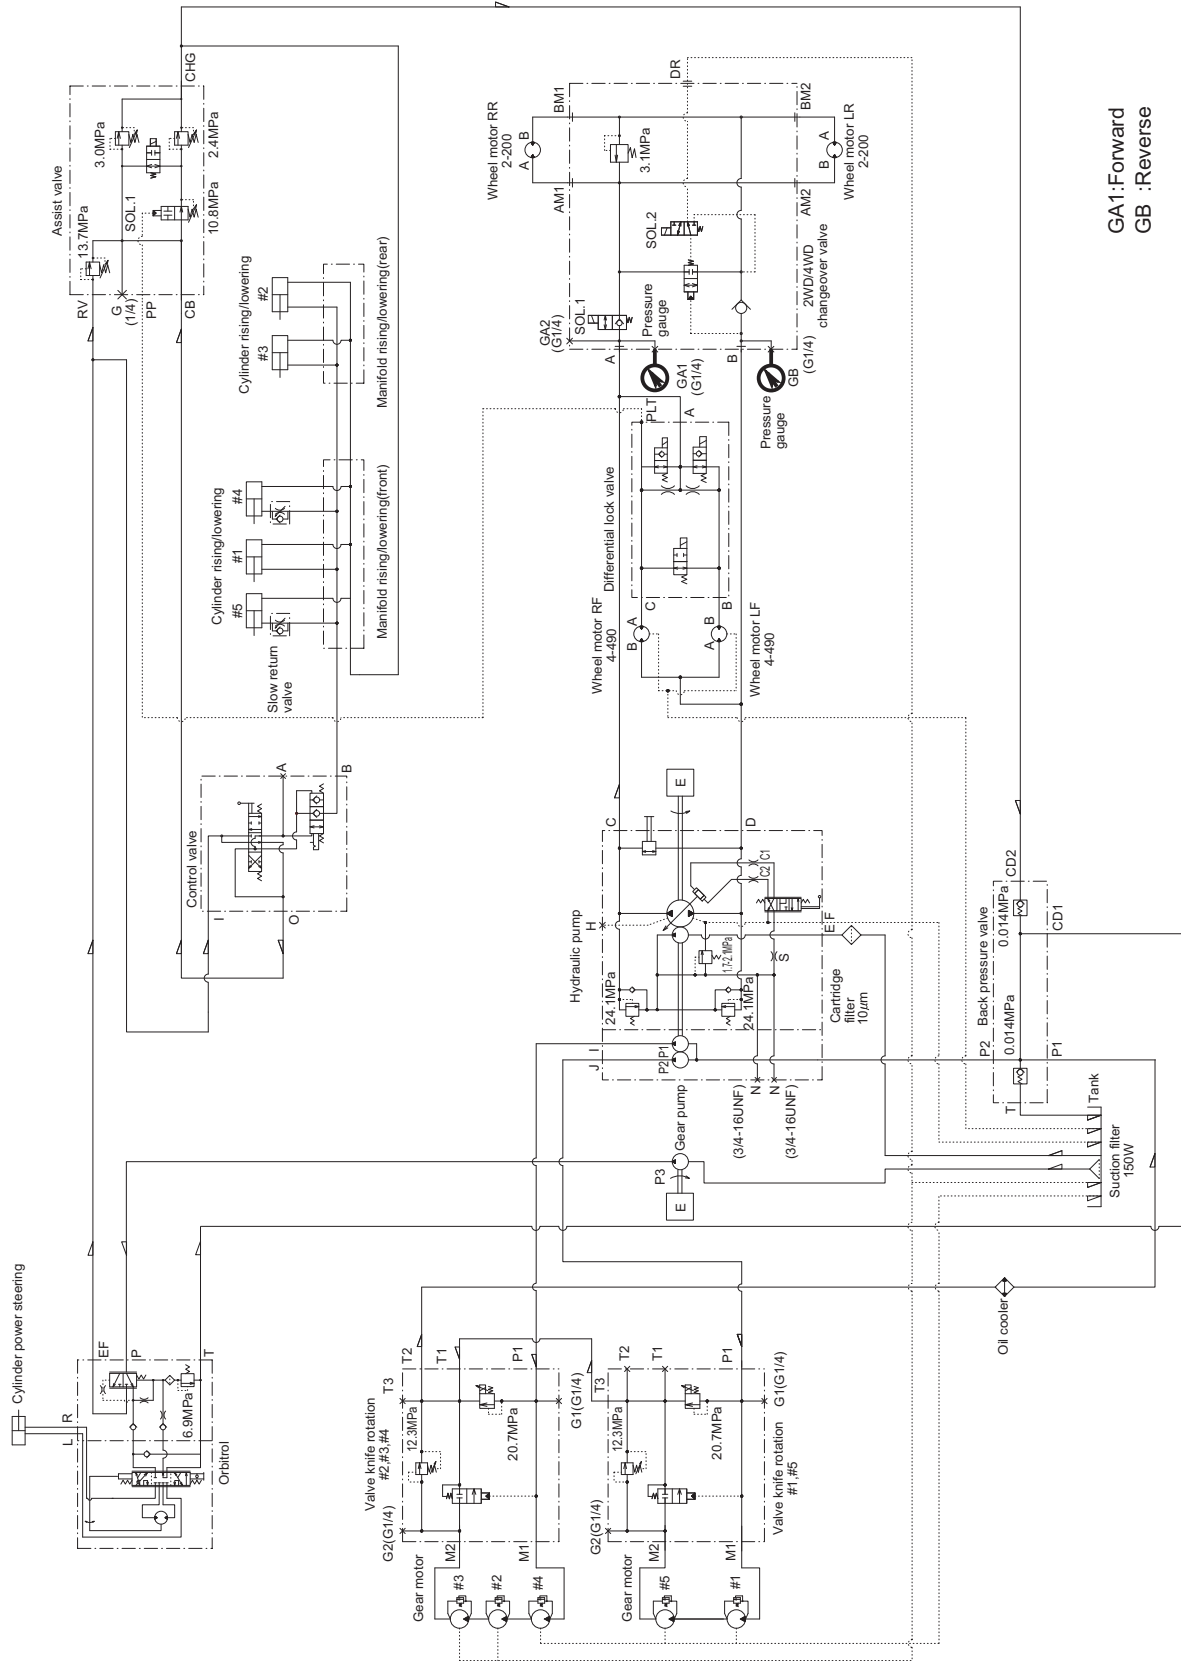 Cylinder power steering
L
R
EF
P
T
6.9MPa
Orbitrol
Valve knife rotation
#2,#3,#4
G2(G1/4)
T3
T2
12.3MPa
T1
20.7MPa
P1
G1(G1/4)
M2
M1
Gear motor
#3
#2
#4
Valve knife rotation
#1,#5
G2(G1/4)
T3
T2
12.3MPa
T1
20.7MPa
P1
G1(G1/4)
M2
M1
Gear motor
#5
#1
Oil cooler
Assist valve
13.7MPa
3.0MPa
SOL.1
10.8MPa
2.4MPa
CHG
RV
G
(1/4)
PP
CB
Cylinder rising/lowering
#2
#3
Manifold rising/lowering(rear)
Cylinder rising/lowering
#4
#1
#5
Manifold rising/lowering(front)
Slow return
valve
Control valve
I
O
A
B
Wheel motor RR
2-200
A
B
AM1
BM1
DR
3.1MPa
SOL.2
SOL.1
GA2
(G1/4)
A
Pressure
gauge
GA1
(G1/4)
B
GB
(G1/4)
Pressure
gauge
2WD/4WD
changeover valve
AM2
BM2
B
A
Wheel motor LR
2-200
PLT
A
Differential lock valve
C
B
Wheel motor RF
4-490
B
A
A
B
Wheel motor LF
4-490
Hydraulic pump
H
C
D
E
C2
C1
E
F
S
1.7-2.1MPa
24.1MPa
24.1MPa
Cartridge
filter
10μm
J
I
P2
P1
N
(3/4-16UNF)
N
(3/4-16UNF)
Gear pump
P3
E
Back pressure valve
0.014MPa
0.014MPa
CD2
CD1
P2
P1
T
Tank
Suction filter
150W
GA1:Forward
GB :Reverse